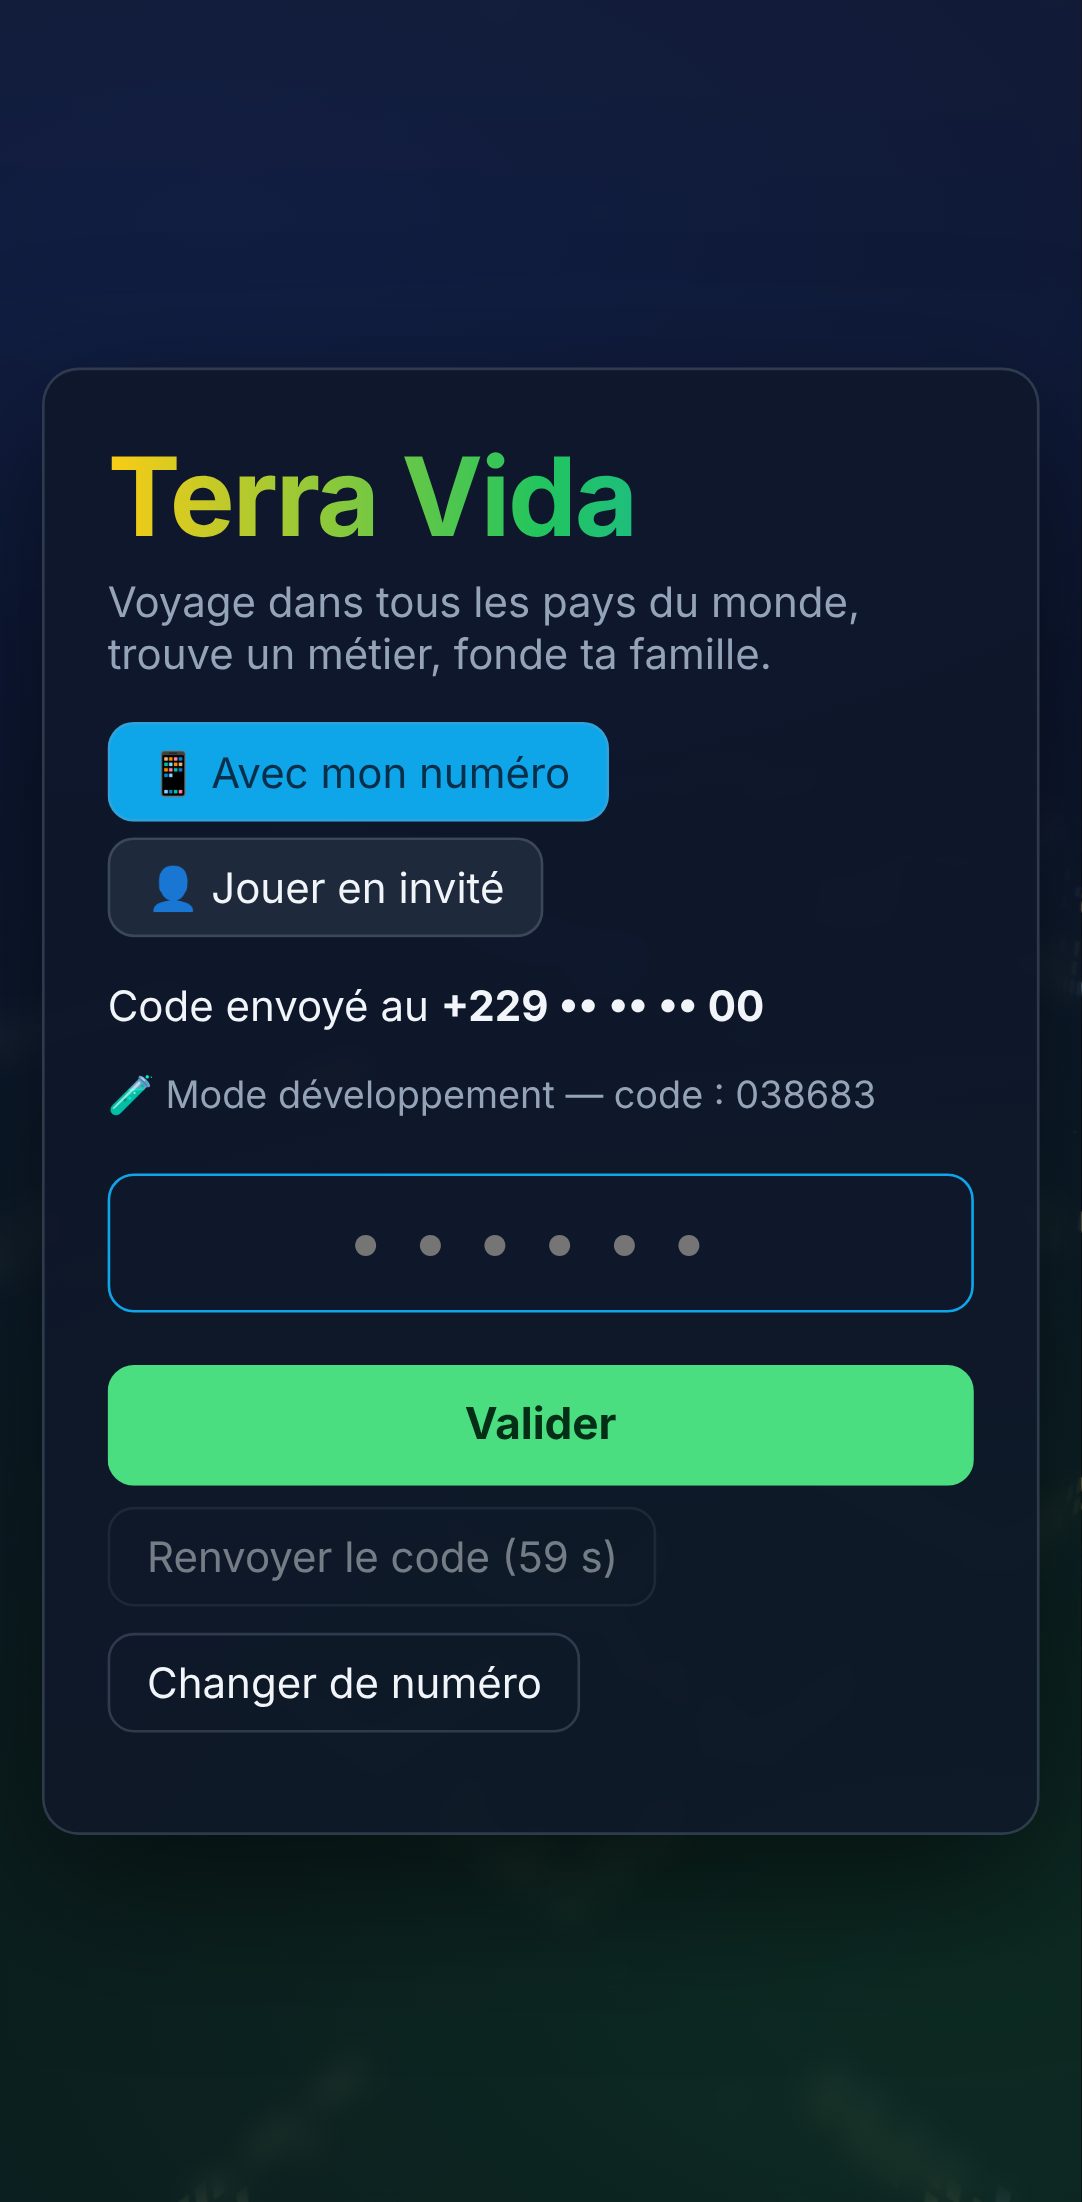 Terra Vida
Voyage dans tous les pays du monde,
trouve un métier, fonde ta famille.
📱 Avec mon numéro
👤 Jouer en invité
Code envoyé au +229 •• •• •• 00
🧪 Mode développement — code : 038683
• • • • • •
Valider
Renvoyer le code (59 s)
Changer de numéro